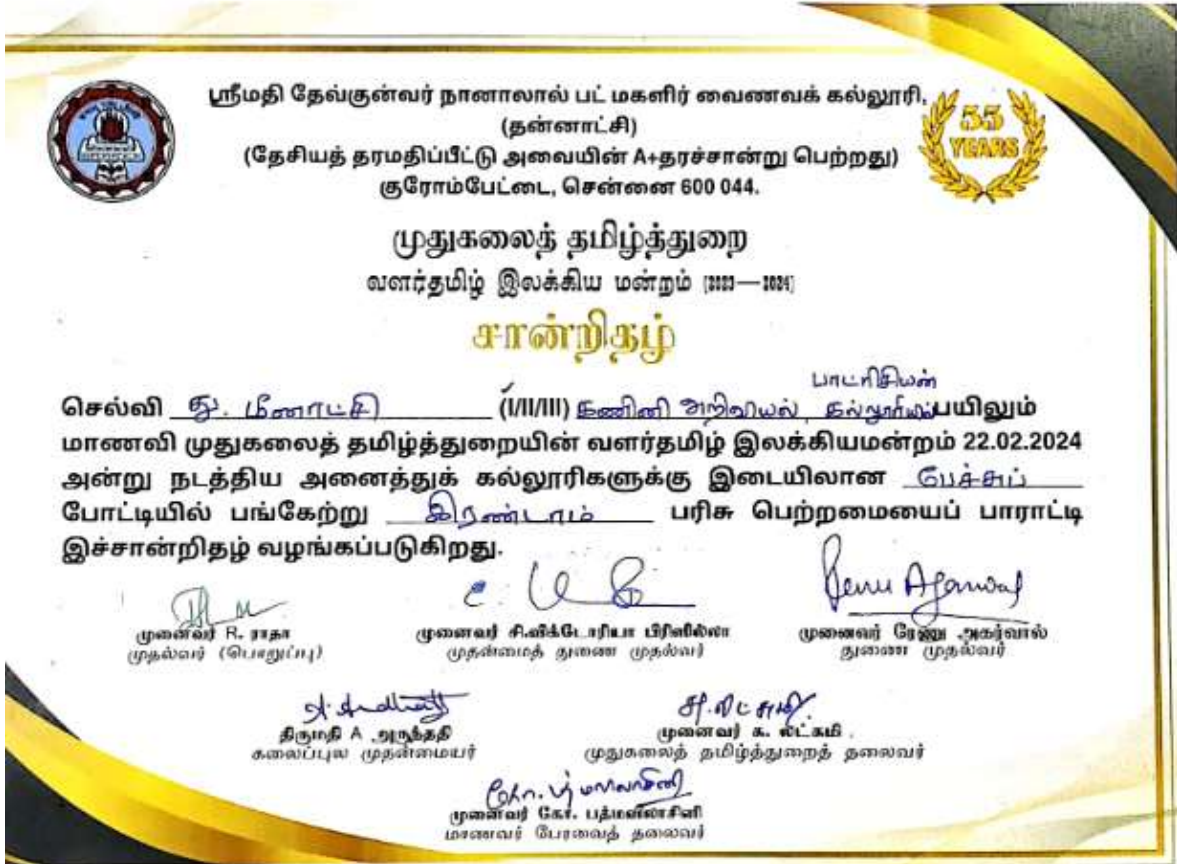 ஸ்ரீமதி தேவ்குன்வர் நானாலால் பட் மகளிர் வைணவக் கல்லூரி,
(தன்னாட்சி)
(தேசியத் தரமதிப்பீட்டு அவையின் A+தரச்சான்று பெற்றது)
குரோம்பேட்டை, சென்னை 600 044.
55
YEARS
முதுகலைத் தமிழ்த்துறை
வளர்தமிழ் இலக்கிய மன்றம் (2023—2024)
சான்றிதழ்
பாட்ரிசியன்
செல்வி து. மீனாட்சி (I/II/III) கணினி அறிவியல் கல்லூரியில் பயிலும்
மாணவி முதுகலைத் தமிழ்த்துறையின் வளர்தமிழ் இலக்கியமன்றம் 22.02.2024
அன்று நடத்திய அனைத்துக் கல்லூரிகளுக்கு இடையிலான பேச்சுப்
போட்டியில் பங்கேற்று இரண்டாம் பரிசு பெற்றமையைப் பாராட்டி
இச்சான்றிதழ் வழங்கப்படுகிறது.
Renu Agarwal
முனைவர் R. ராதா
முதல்வர் (பொறுப்பு)
முனைவர் சி.விக்டோரியா பிரிஸில்லா
முதன்மைத் துணை முதல்வர்
முனைவர் ரேணு அகர்வால்
துணை முதல்வர்
திருமதி A அருந்ததி
கலைப்புல முதன்மையர்
முனைவர் க. லட்சுமி
முதுகலைத் தமிழ்த்துறைத் தலைவர்
முனைவர் கோ. பத்மவிலாசினி
மாணவர் பேரவைத் தலைவர்